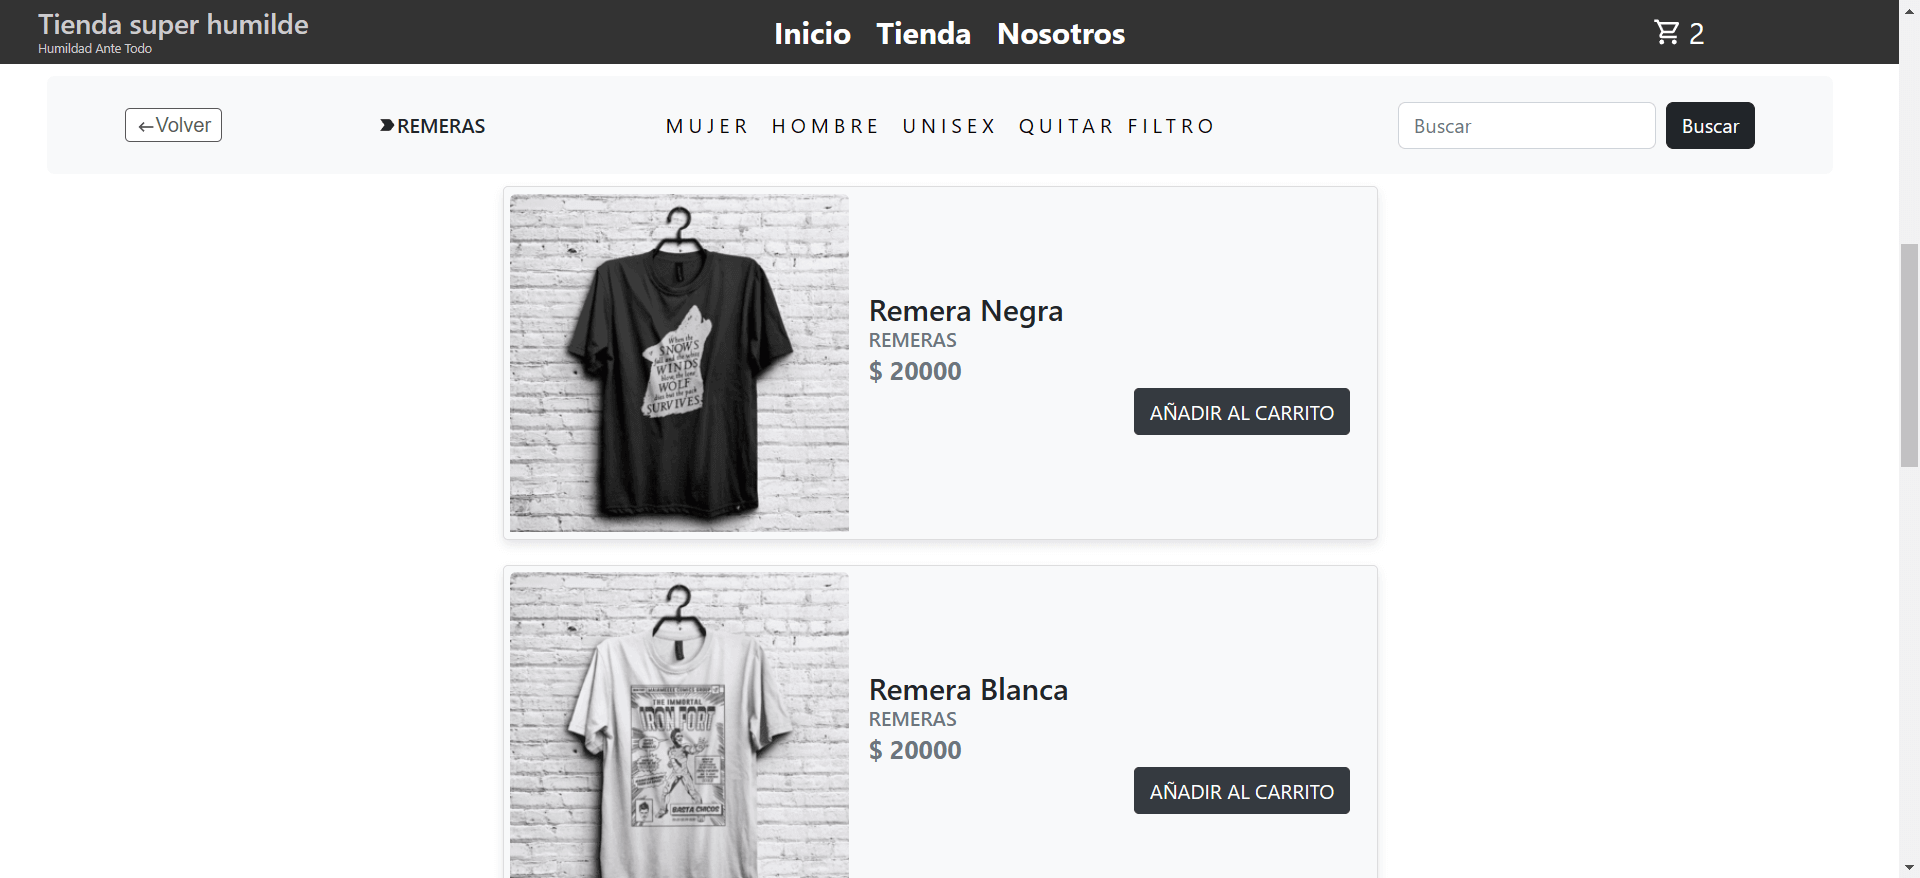 Tienda super humilde
Humildad Ante Todo
Inicio Tienda Nosotros
2
←Volver
REMERAS
MUJER HOMBRE UNISEX QUITAR FILTRO
Buscar
Buscar
When the
SNOWS
fall and the white
WINDS
blow, the lone
WOLF
dies but the pack
SURVIVES
Remera Negra
REMERAS
$ 20000
AÑADIR AL CARRITO
THE IMMORTAL
IRON FORT
BASTA CHICOS
Remera Blanca
REMERAS
$ 20000
AÑADIR AL CARRITO